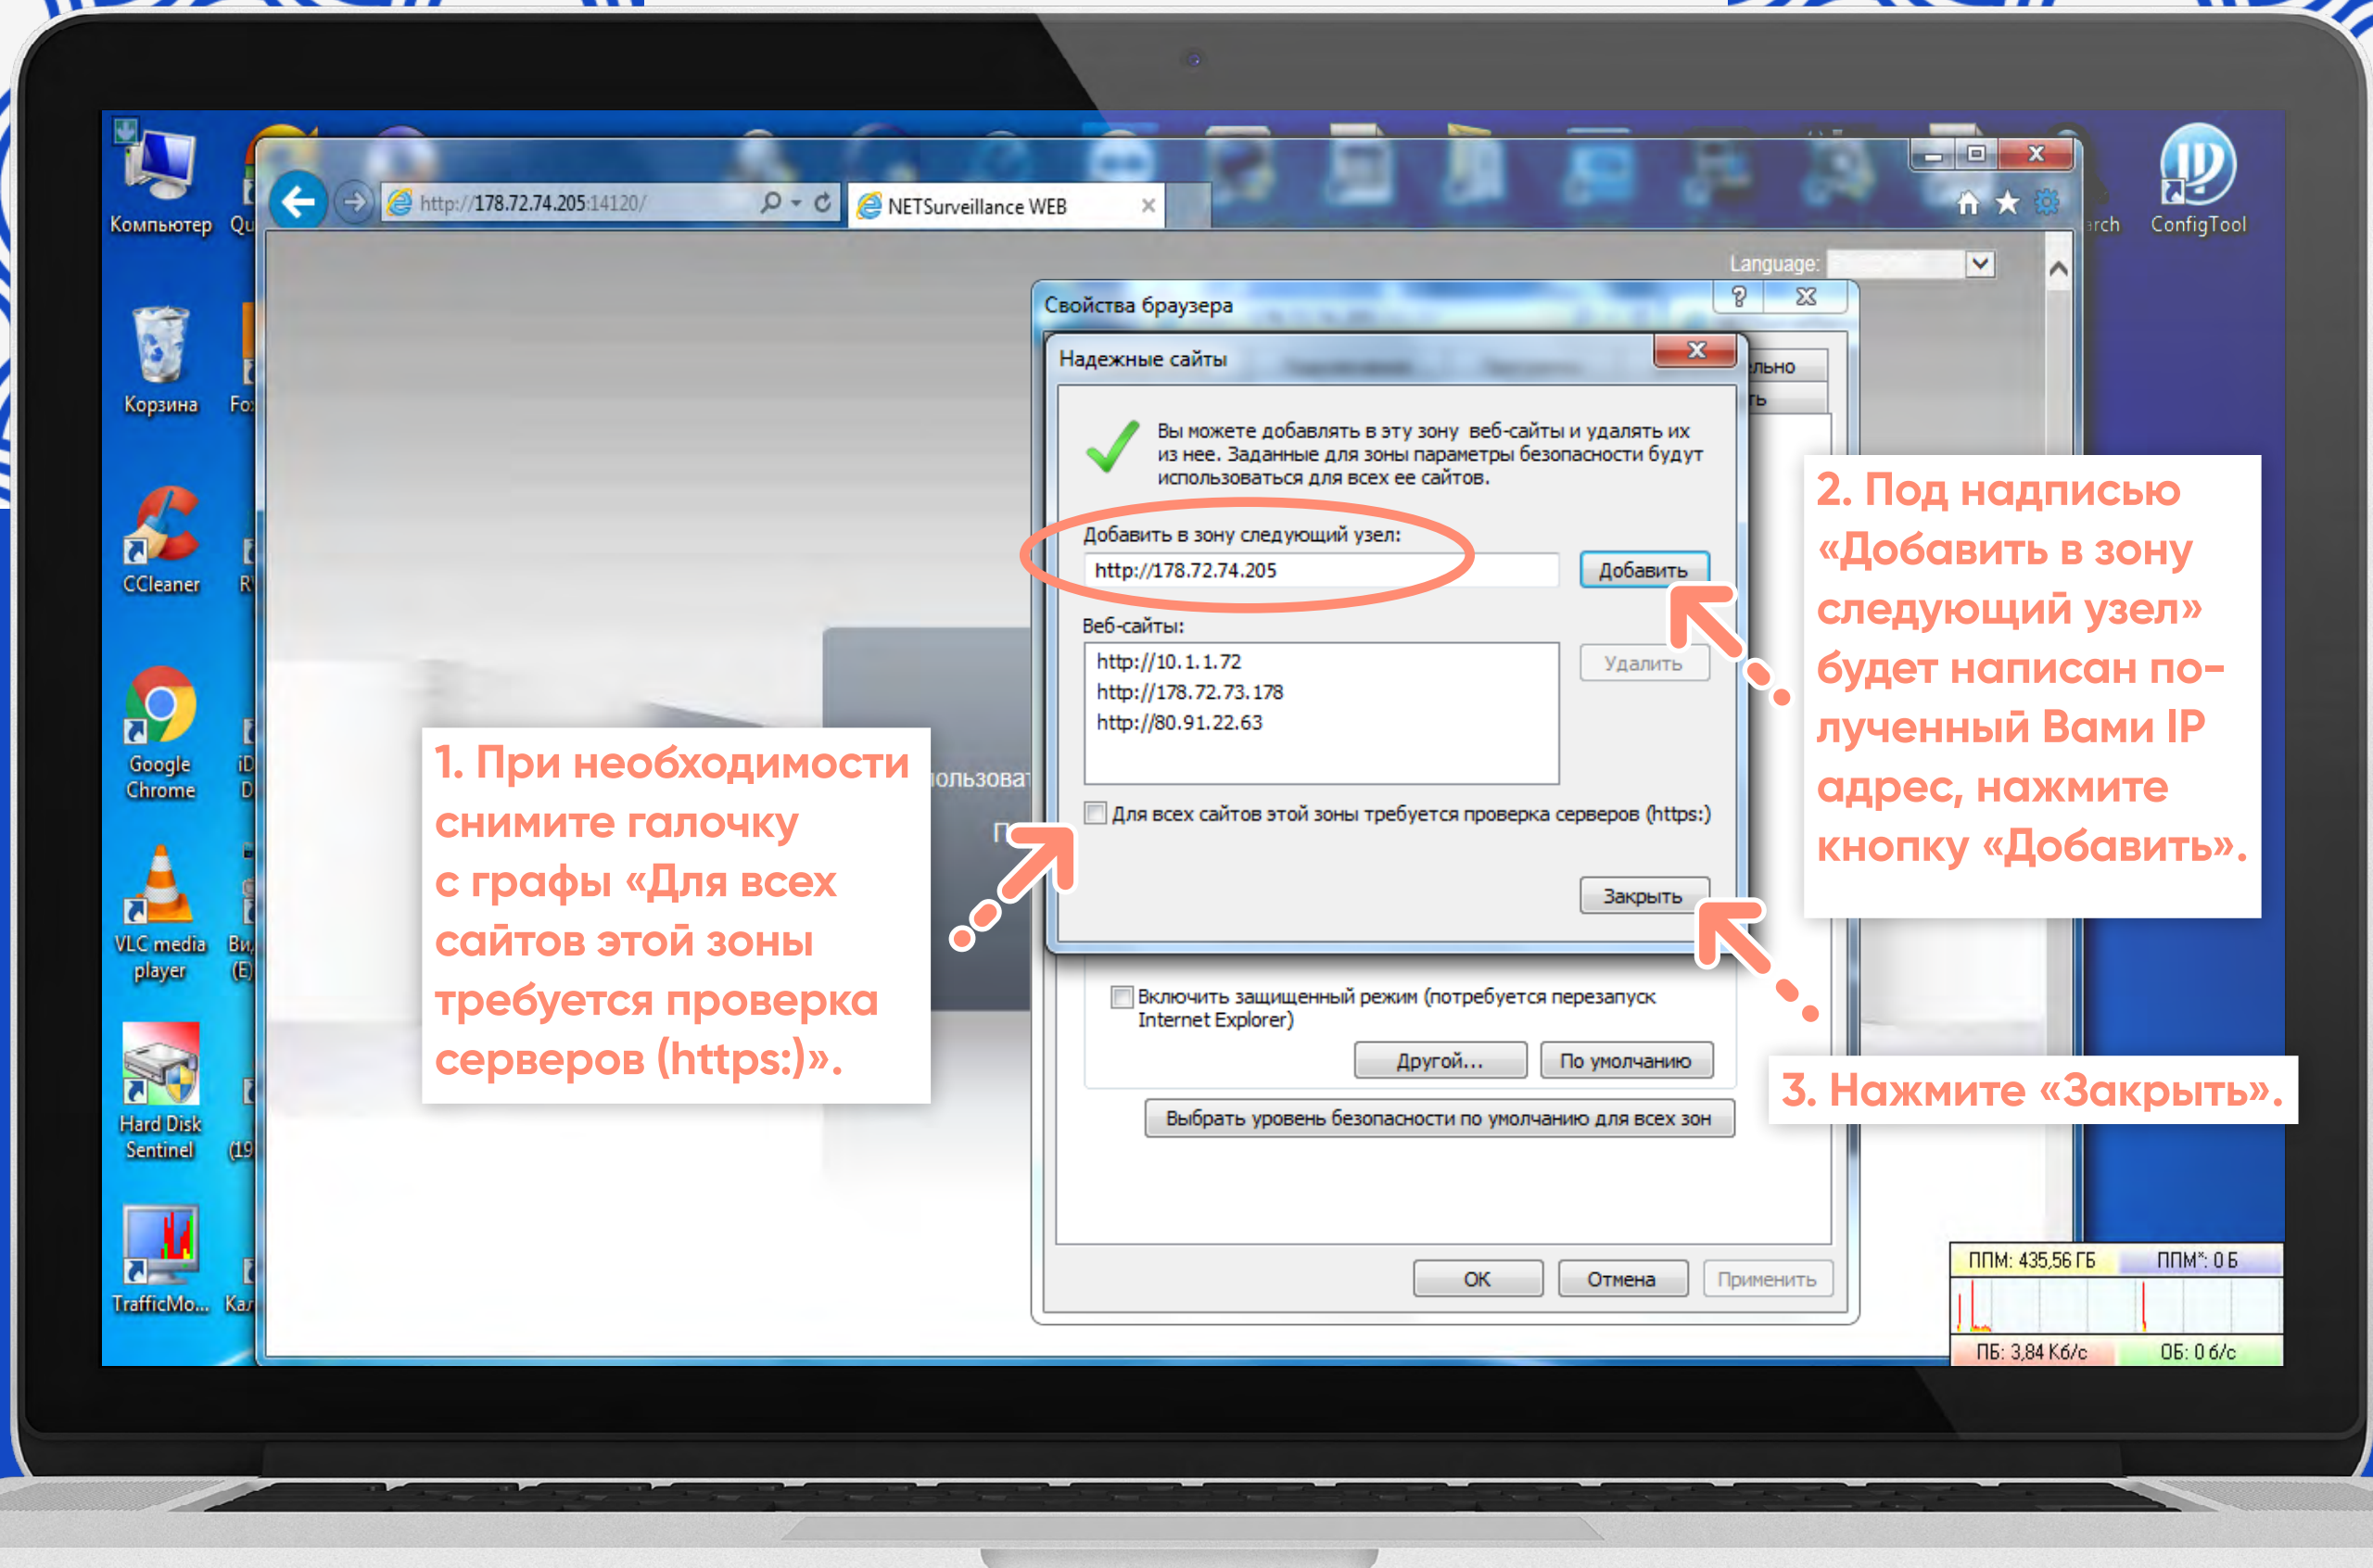 Компьютер
Корзина
CCleaner
Google
Chrome
VLC media
player
Hard Disk
Sentinel
TrafficMo...
ConfigTool
http://178.72.74.205:14120/
NETSurveillance WEB
Language:
Свойства браузера
Надежные сайты
Вы можете добавлять в эту зону веб-сайты и удалять их
из нее. Заданные для зоны параметры безопасности будут
использоваться для всех ее сайтов.
Добавить в зону следующий узел:
http://178.72.74.205
Добавить
Веб-сайты:
http://10.1.1.72
http://178.72.73.178
http://80.91.22.63
Удалить
Для всех сайтов этой зоны требуется проверка серверов (https:)
Закрыть
Включить защищенный режим (потребуется перезапуск
Internet Explorer)
Другой...
По умолчанию
Выбрать уровень безопасности по умолчанию для всех зон
ОК
Отмена
Применить
1. При необходимости
снимите галочку
с графы «Для всех
сайтов этой зоны
требуется проверка
серверов (https:)».
2. Под надписью
«Добавить в зону
следующий узел»
будет написан по-
лученный Вами IP
адрес, нажмите
кнопку «Добавить».
3. Нажмите «Закрыть».
ППМ: 435,56 ГБ
ППМ*: 0 Б
ПБ: 3,84 Кб/с
ОБ: 0 б/с